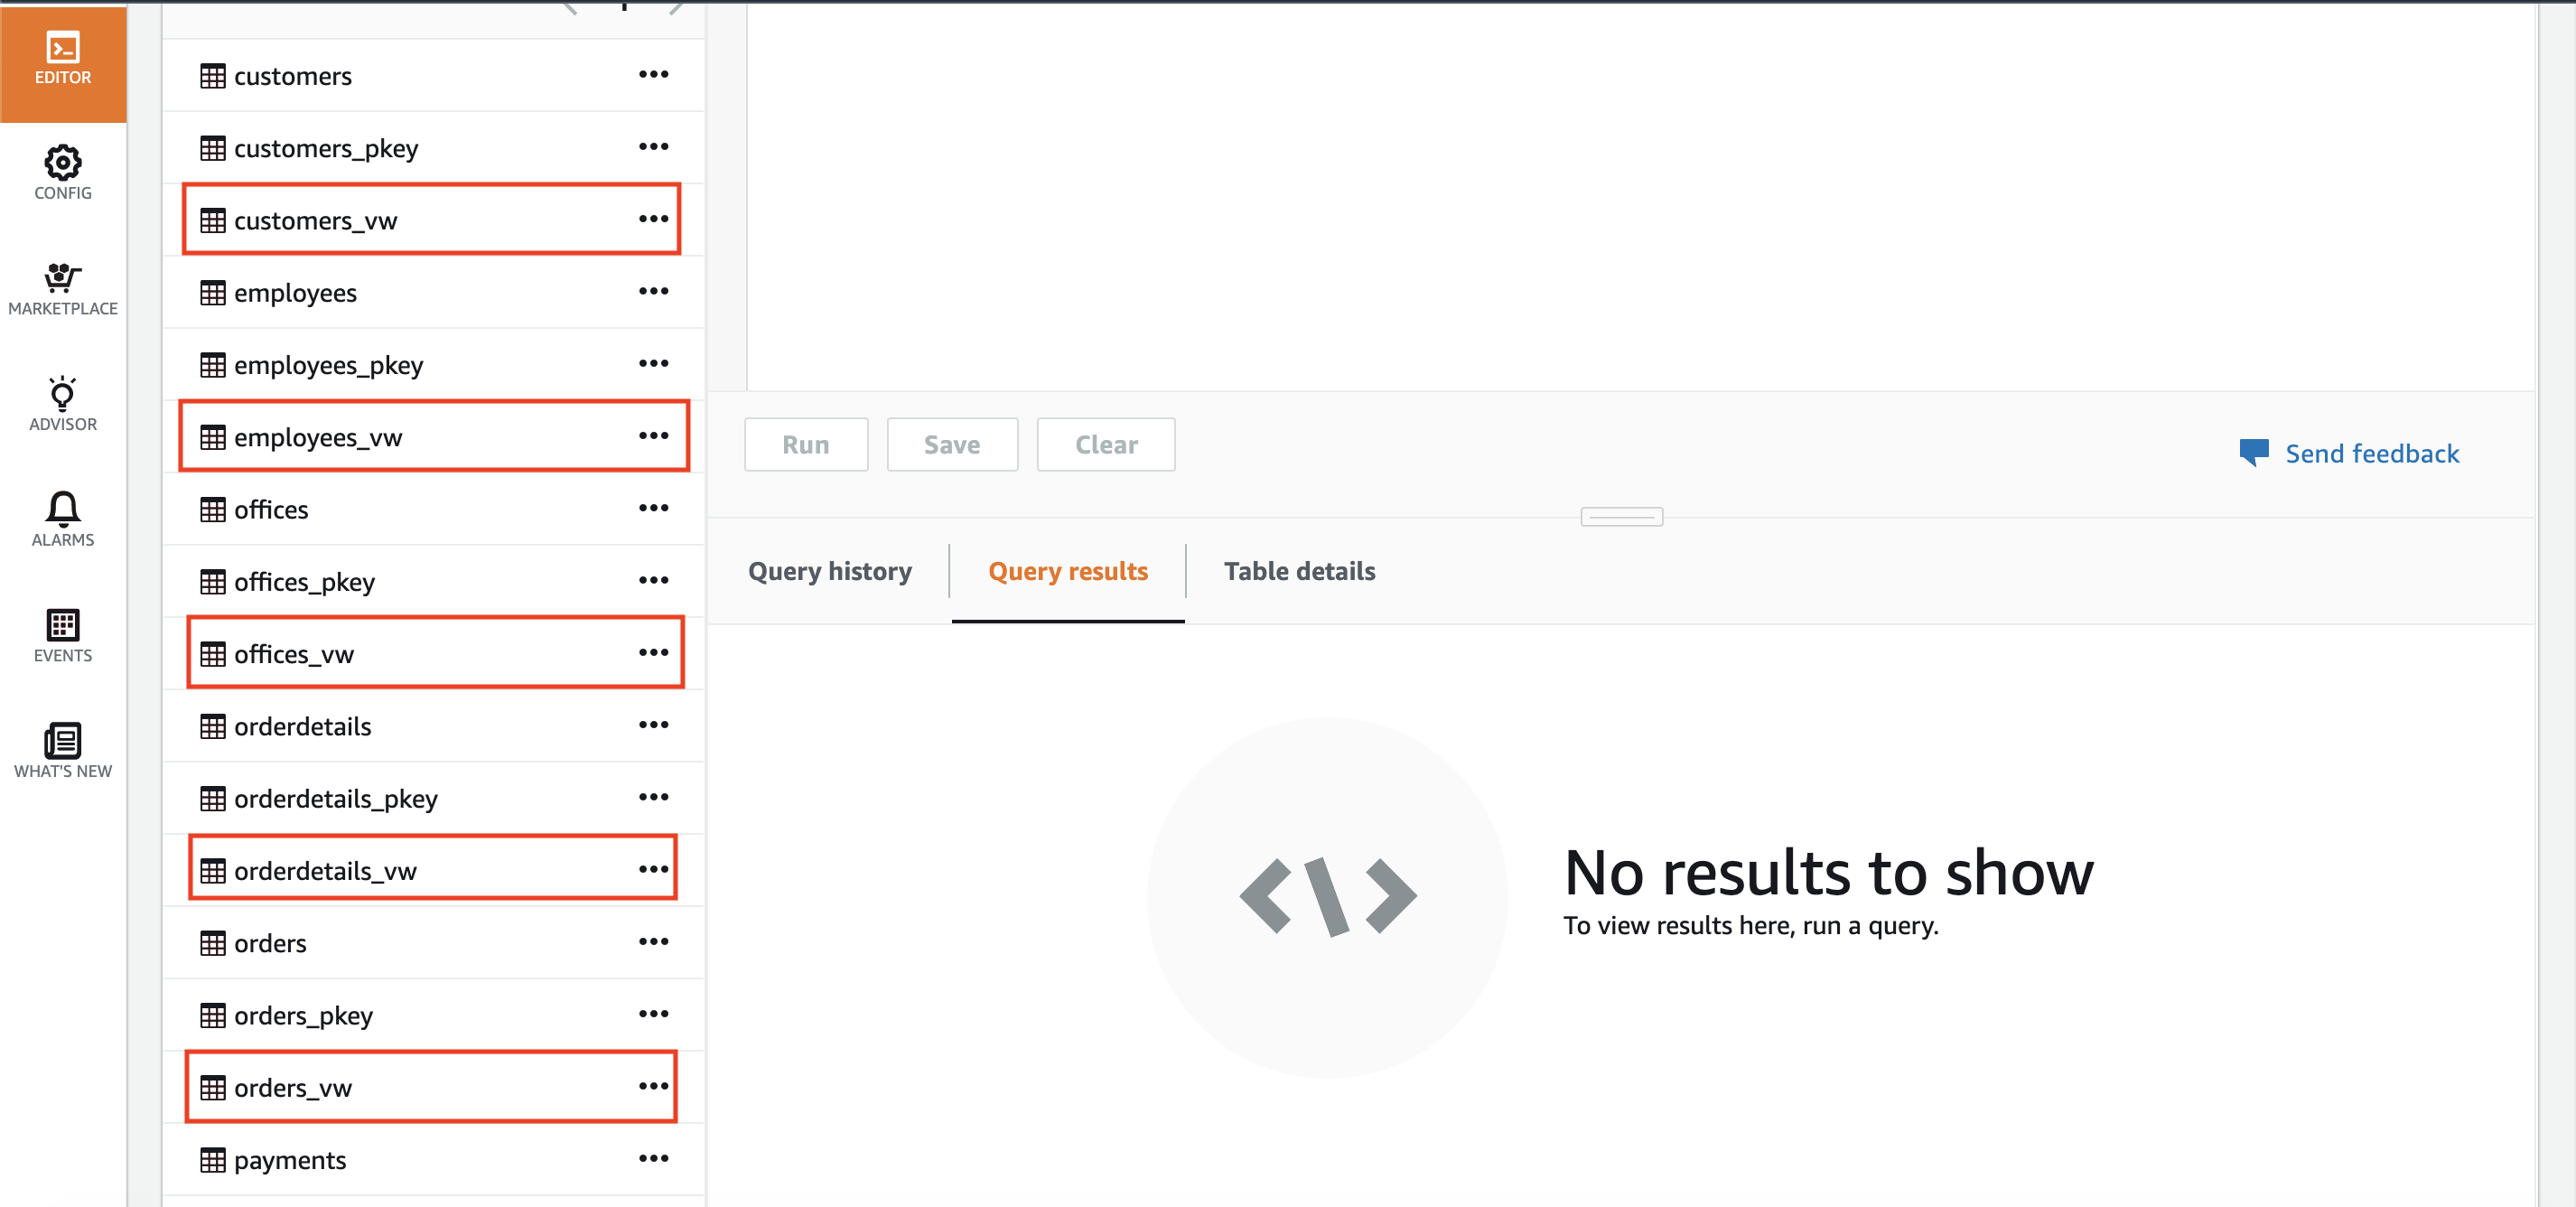 EDITOR
CONFIG
MARKETPLACE
ADVISOR
ALARMS
EVENTS
WHAT'S NEW
customers
customers_pkey
customers_vw
employees
employees_pkey
employees_vw
offices
offices_pkey
offices_vw
orderdetails
orderdetails_pkey
orderdetails_vw
orders
orders_pkey
orders_vw
payments
Run Save Clear
Send feedback
Query history Query results Table details
No results to show
To view results here, run a query.